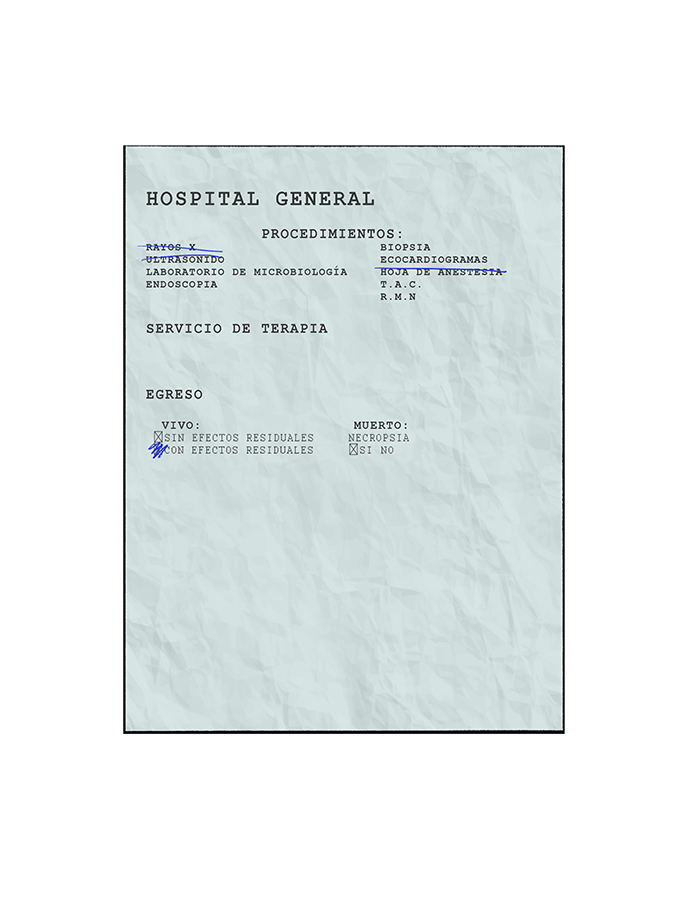 HOSPITAL GENERAL
PROCEDIMIENTOS:
RAYOS X
ULTRASONIDO
LABORATORIO DE MICROBIOLOGÍA
ENDOSCOPIA
BIOPSIA
ECOCARDIOGRAMAS
HOJA DE ANESTESIA
T.A.C.
R.M.N
SERVICIO DE TERAPIA
EGRESO
VIVO:
☒SIN EFECTOS RESIDUALES
CON EFECTOS RESIDUALES
MUERTO:
NECROPSIA
☒SI NO